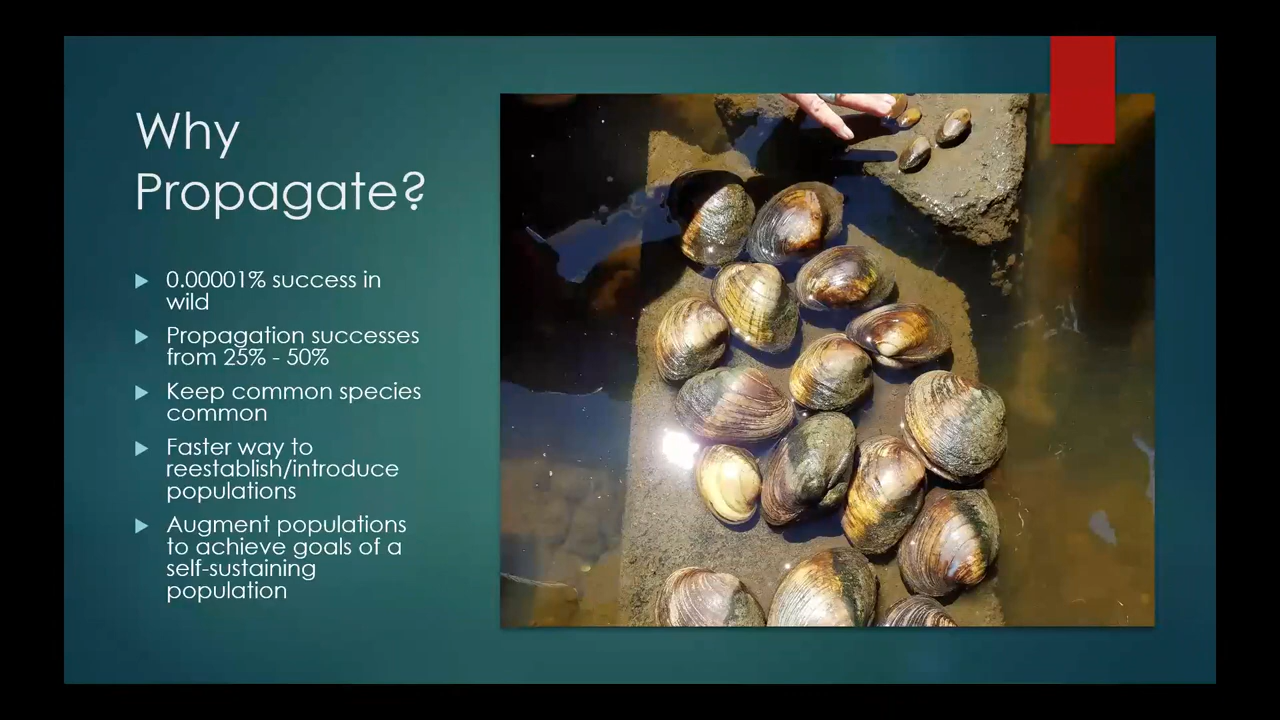 Why
Propagate?
0.00001% success in
wild
Propagation successes
from 25% - 50%
Keep common species
common
Faster way to
reestablish/introduce
populations
Augment populations
to achieve goals of a
self-sustaining
population